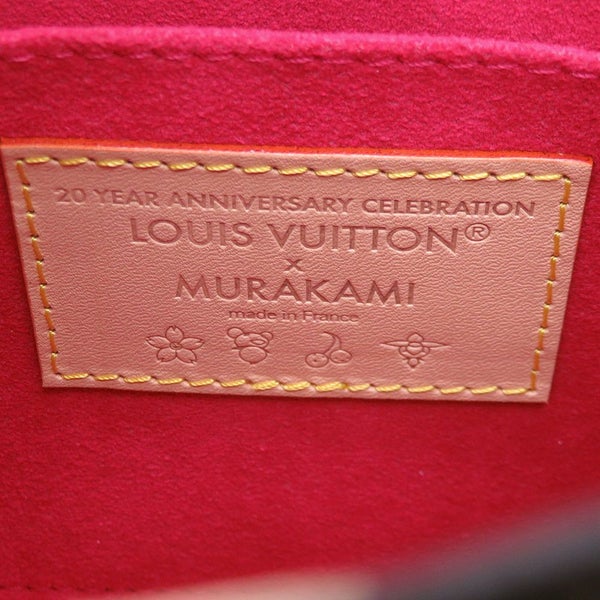 20 YEAR ANNIVERSARY CELEBRATION
LOUIS VUITTON®
×
MURAKAMI
made in France